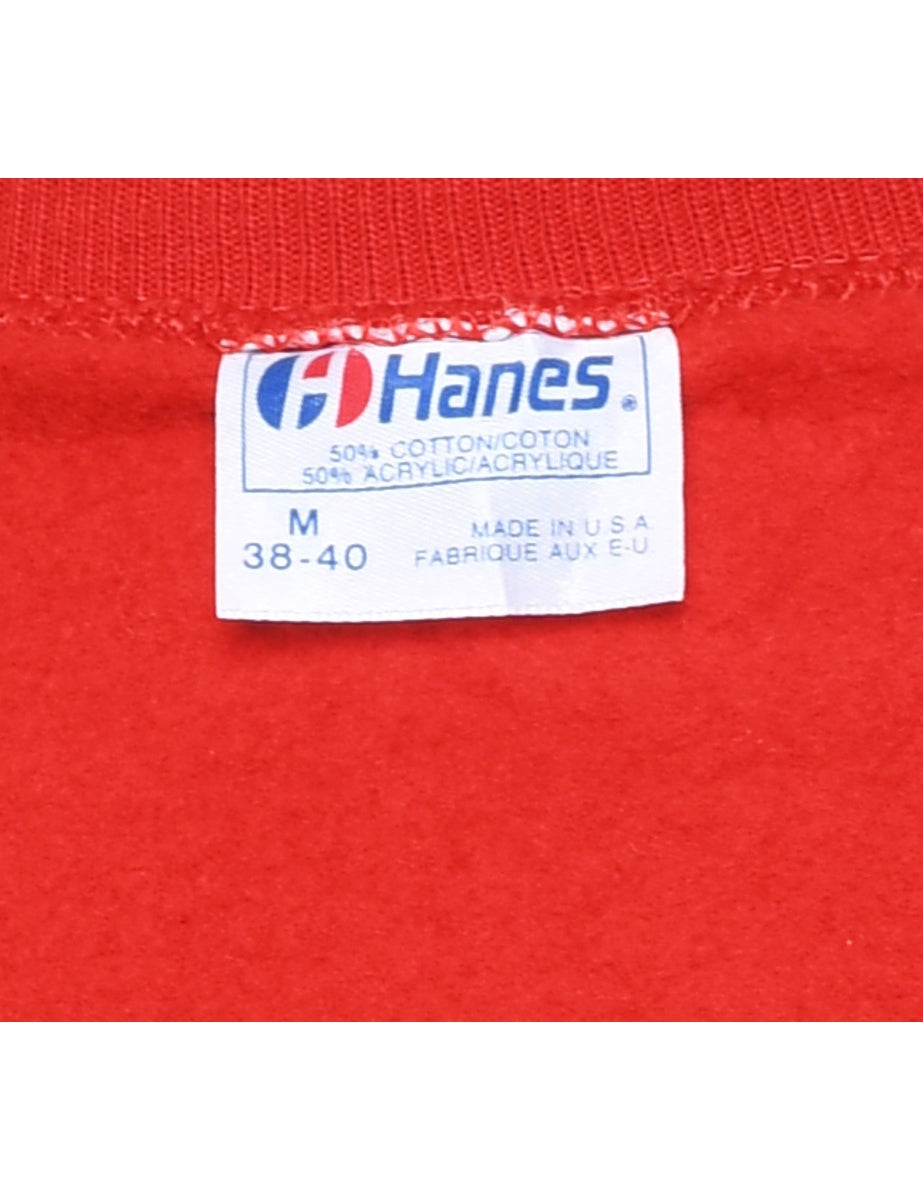 Hanes®
50% COTTON/COTON
50% ACRYLIC/ACRYLIQUE
M
38-40
MADE IN U.S.A.
FABRIQUE AUX E-U.